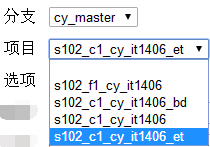 分支 cy_master
项目 s102_c1_cy_it1406_et
s102_f1_cy_it1406
s102_c1_cy_it1406_bd
选项 s102_c1_cy_it1406
s102_c1_cy_it1406_et